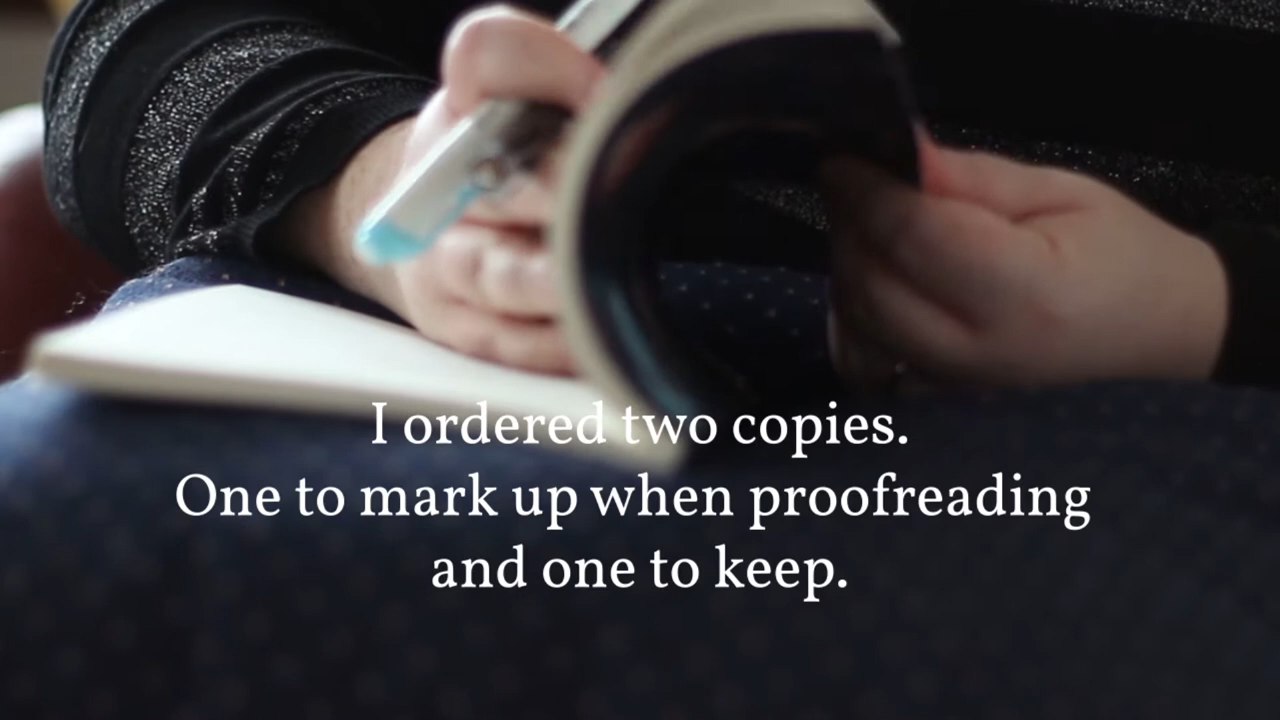 I ordered two copies.
One to mark up when proofreading
and one to keep.